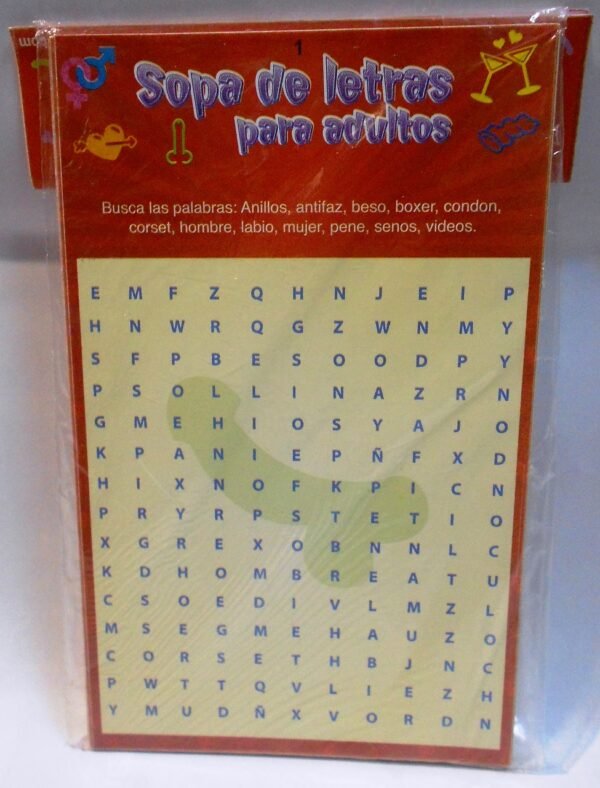 1
Sopa de letras
para adultos
Busca las palabras: Anillos, antifaz, beso, boxer, condon,
corset, hombre, labio, mujer, pene, senos, videos.
E M F Z Q H N J E I P
H N W R Q G Z W N M Y
S F P B E S O O D P Y
P S O L L I N A Z R N
G M E H I O S Y A J O
K P A N I E P Ñ F X D
H I X N O F K P I C N
P R Y R P S T E T I O
X G R E X O B N N L C
K D H O M B R E A T U
C S O E D I V L M Z L
M S E G M E H A U Z O
C O R S E T H B J N C
P W T T Q V L I E Z H
Y M U D Ñ X V O R D N